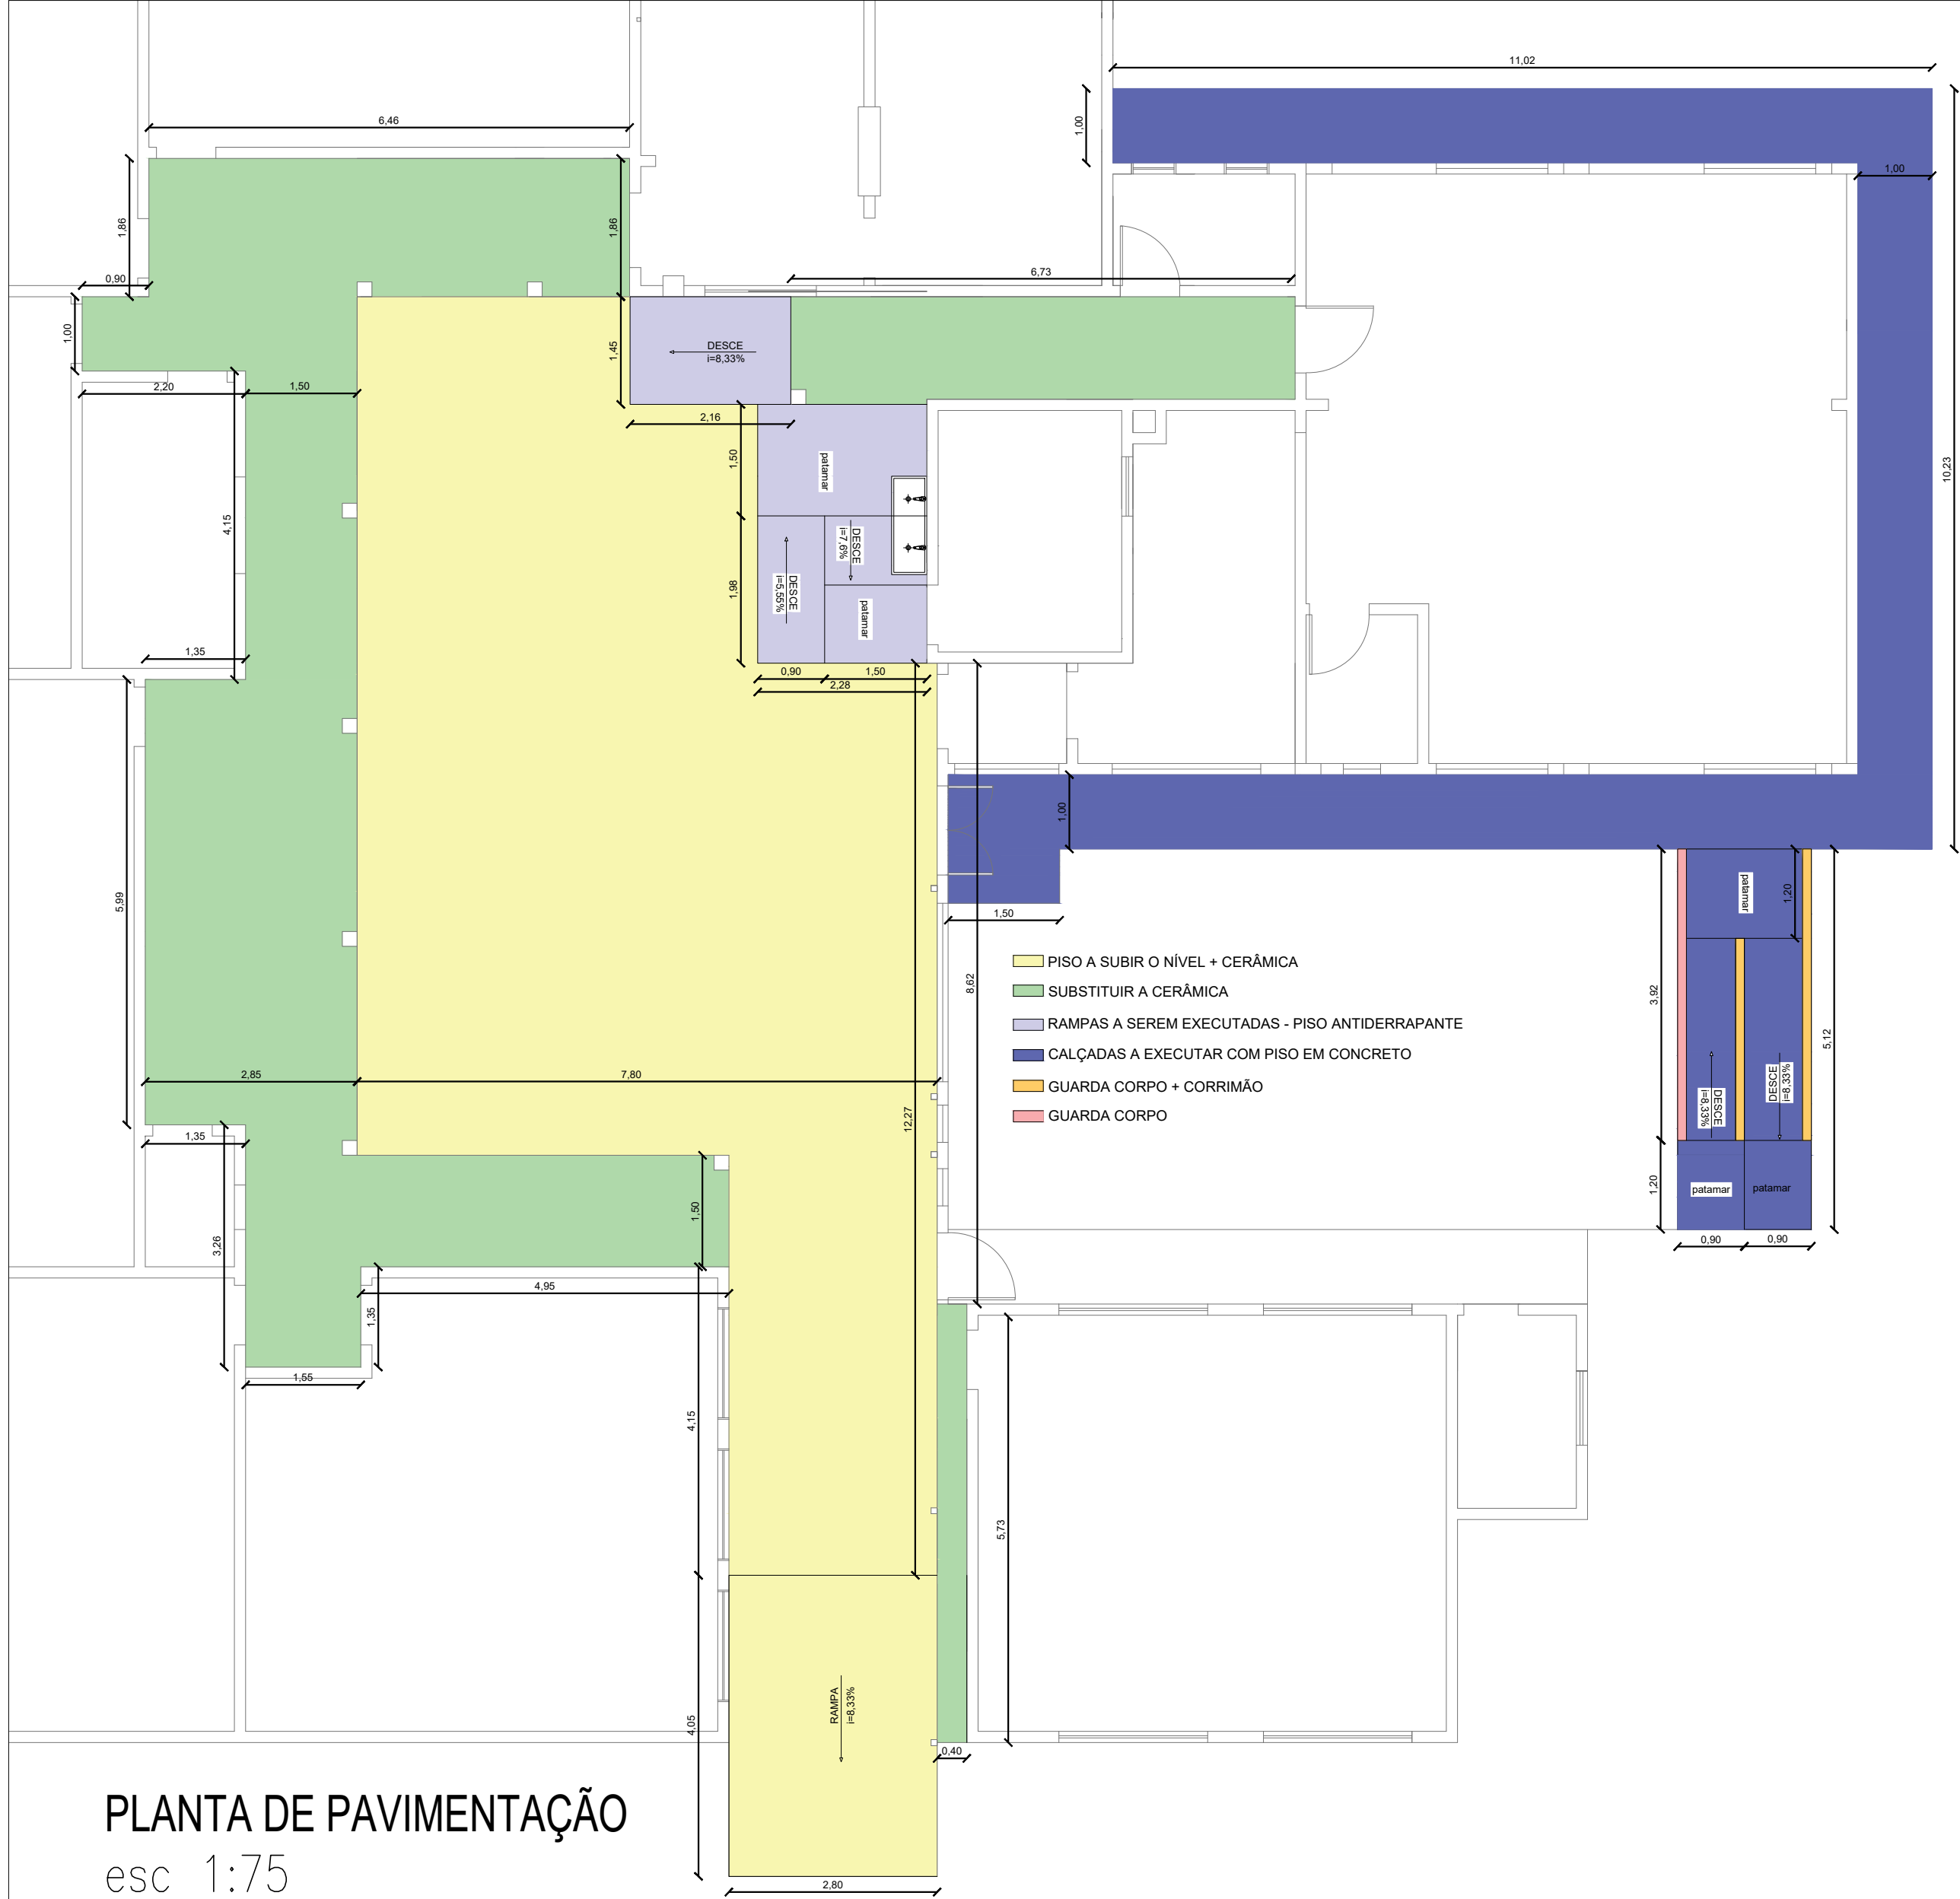 11,02
6,46
1,00
1,00
1,86
1,86
0,90
6,73
1,00
1,45
DESCE
i=8,33%
2,20
1,50
2,16
10,23
1,50
patamar
4,15
DESCE
i=7,6%
1,98
DESCE
i=5,55%
patamar
1,35
0,90
1,50
2,28
1,00
5,99
1,50
patamar
1,20
8,62
PISO A SUBIR O NÍVEL + CERÂMICA
SUBSTITUIR A CERÂMICA
RAMPAS A SEREM EXECUTADAS - PISO ANTIDERRAPANTE
CALÇADAS A EXECUTAR COM PISO EM CONCRETO
GUARDA CORPO + CORRIMÃO
GUARDA CORPO
3,92
5,12
2,85
7,80
12,27
DESCE
i=8,33%
DESCE
i=8,33%
1,35
1,50
1,20
patamar
patamar
3,26
0,90
0,90
4,95
1,35
1,55
4,15
5,73
RAMPA
i=8,33%
4,05
0,40
2,80
PLANTA DE PAVIMENTAÇÃO
esc 1:75